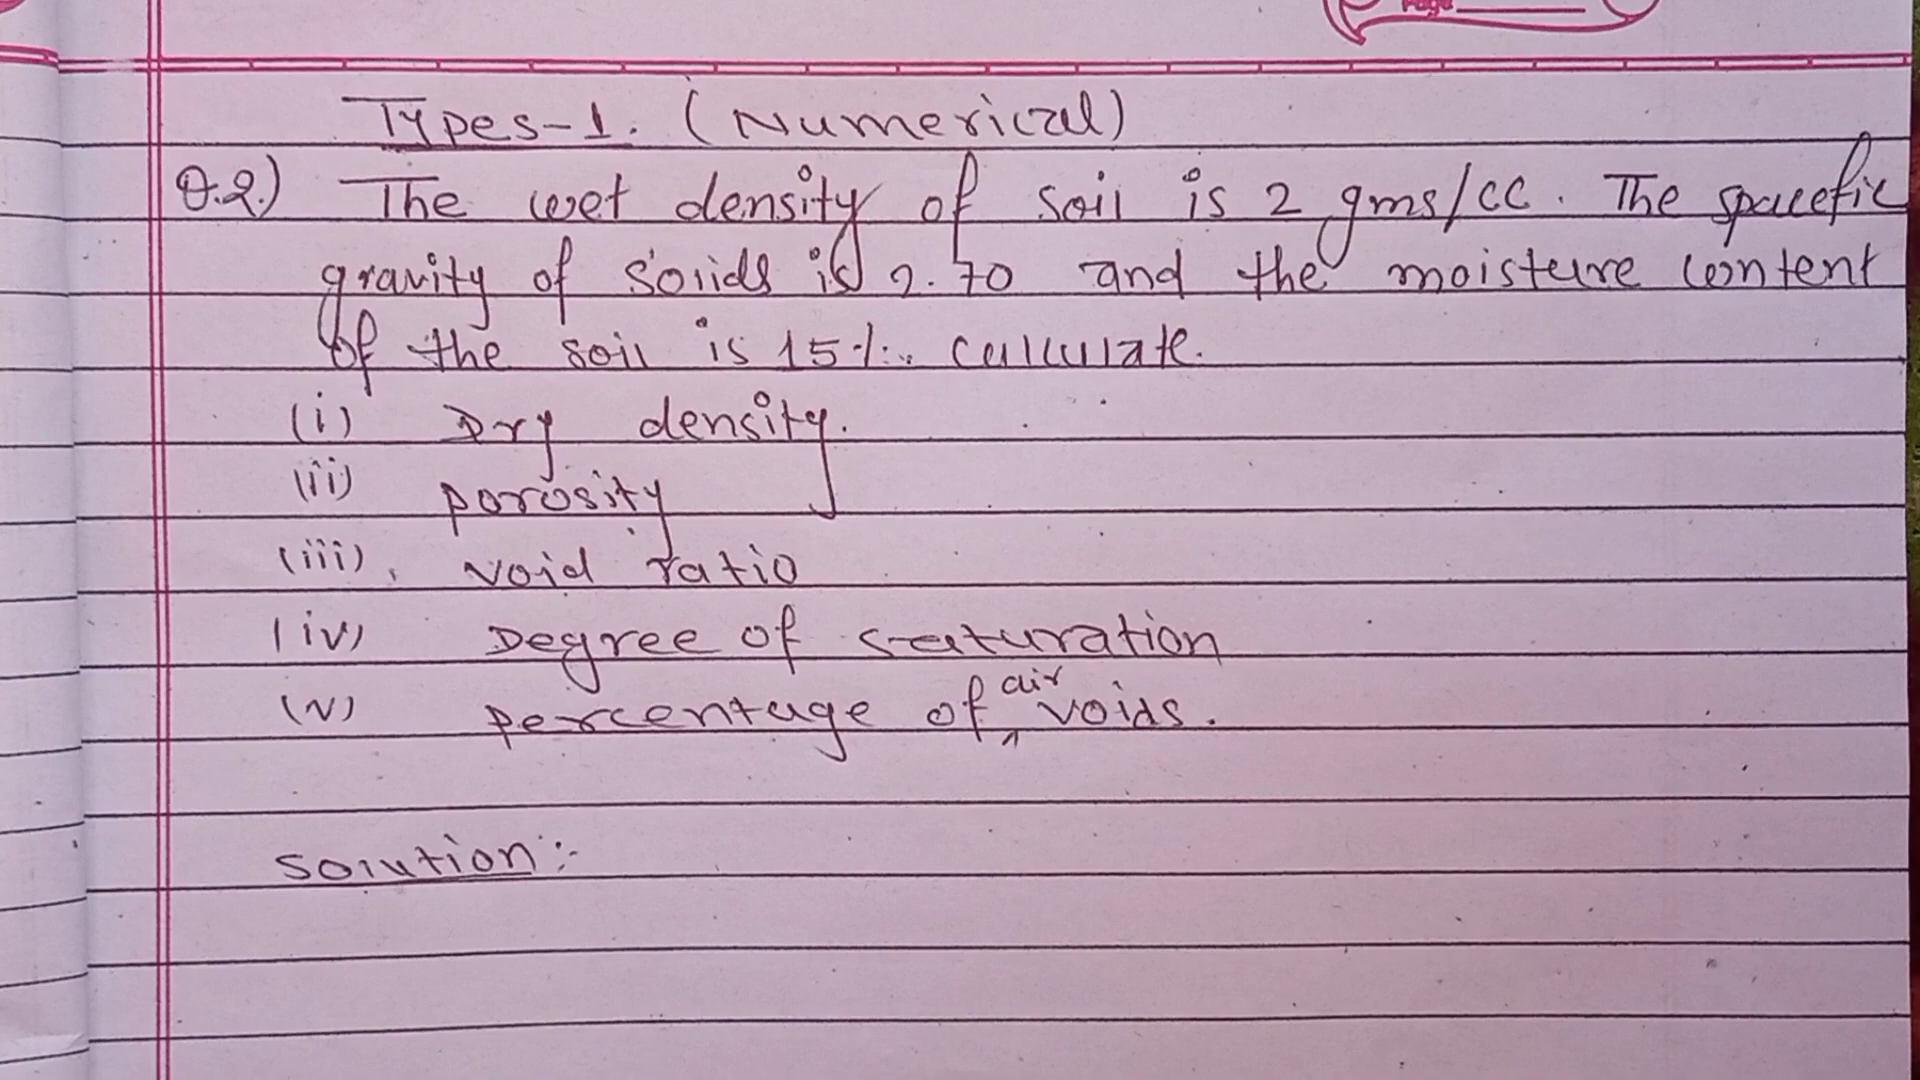 Page
Types-1. (Numerical)
Q.2.) The wet density of soil is 2 gms/cc. The spacefic
gravity of solids is 2.70 and the moisture content
of the soil is 15%. calculate.
(i) Dry density.
(ii) porosity
(iii), void ratio
(iv) Degree of saturation
(v) percentage of air voids.
Solution:-